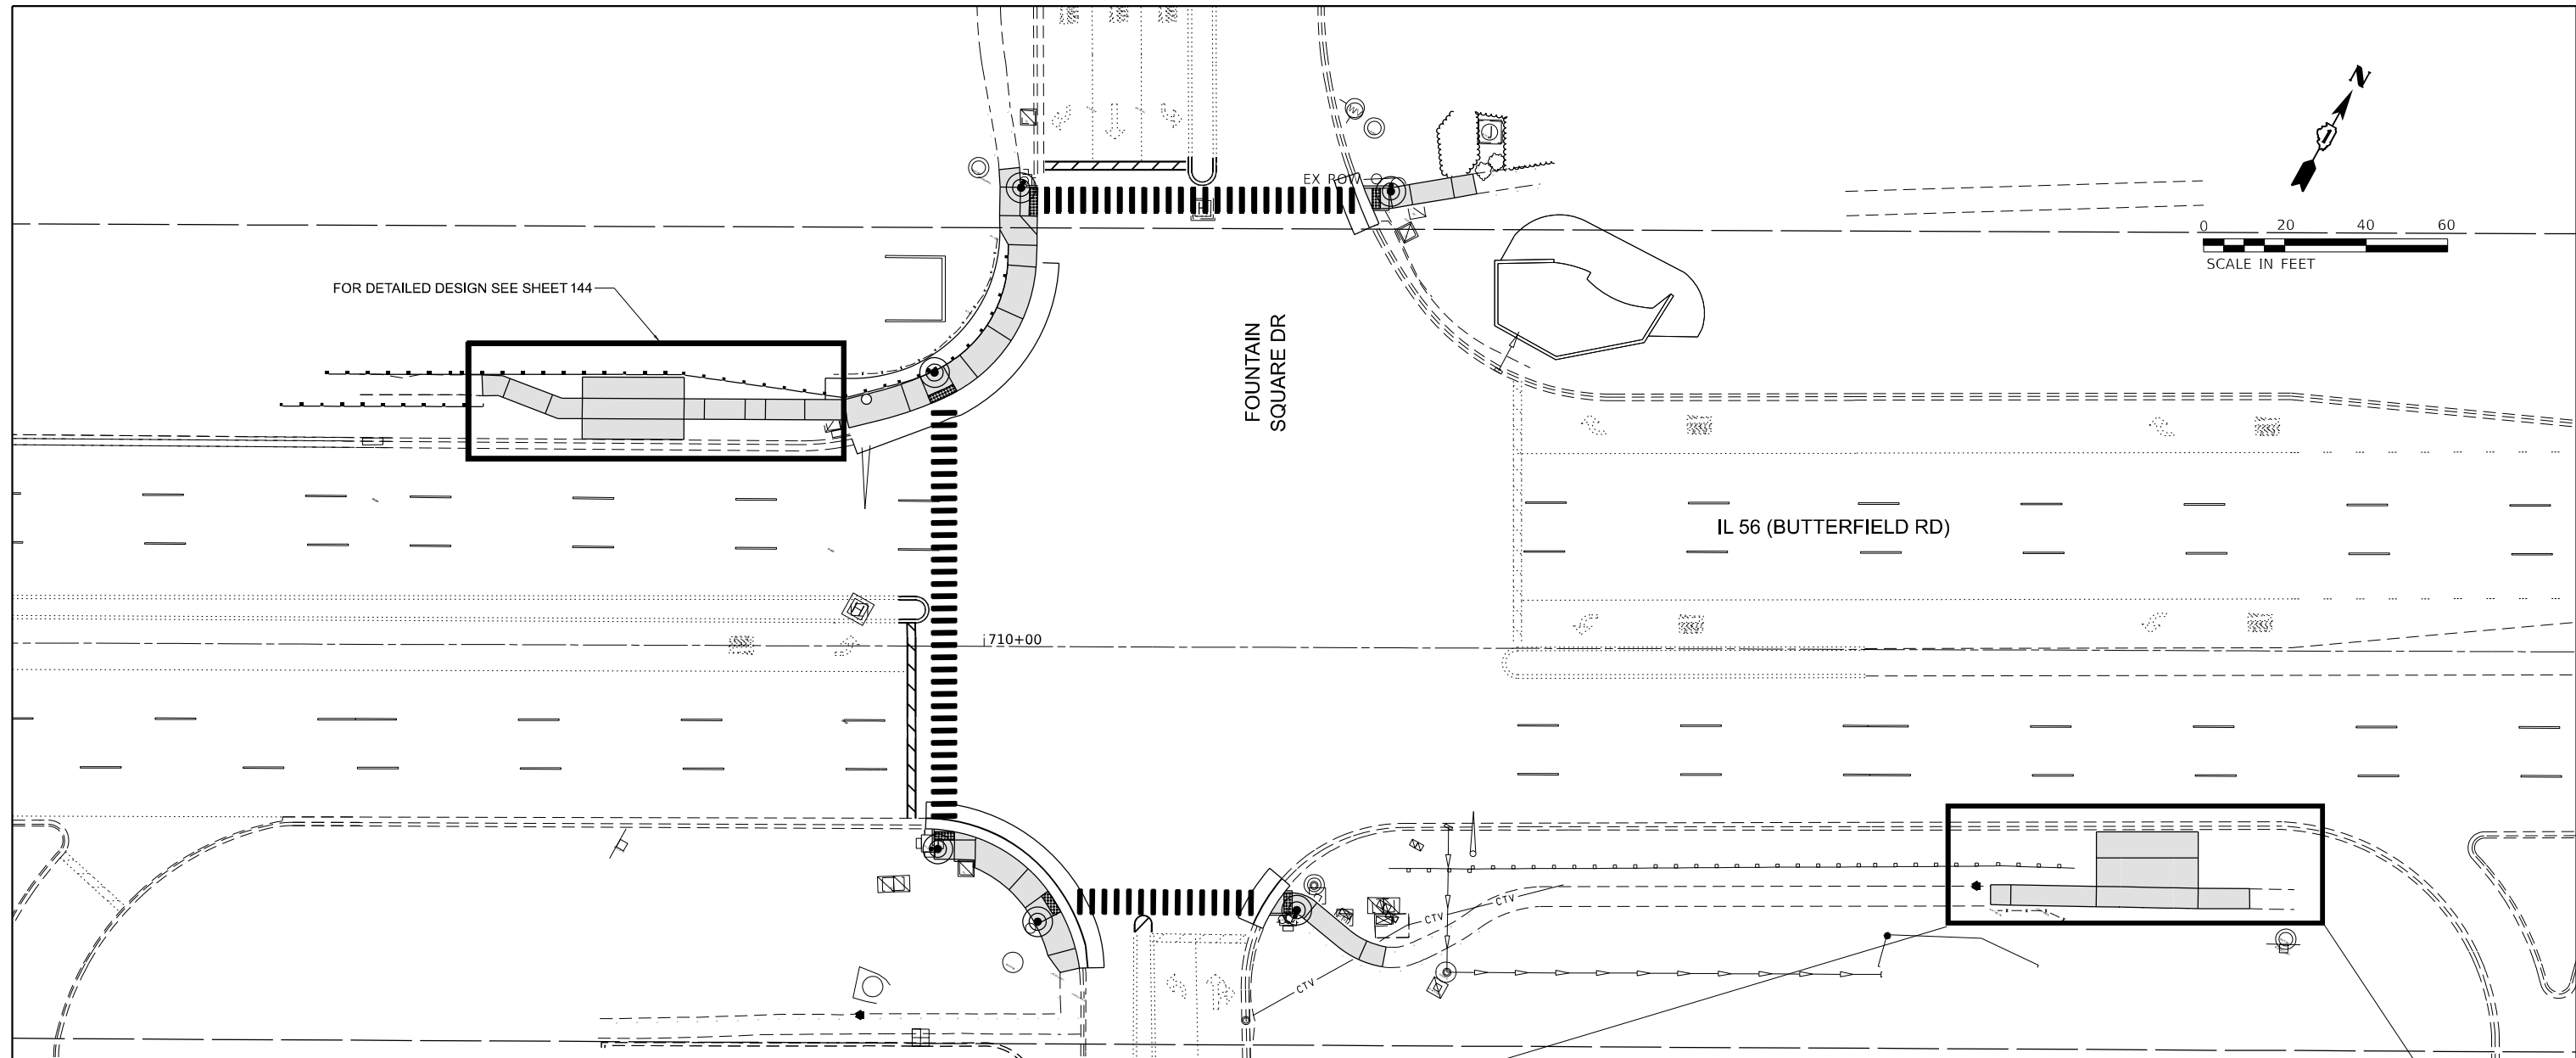 N
EX ROW
0 20 40 60
SCALE IN FEET
FOR DETAILED DESIGN SEE SHEET 144
FOUNTAIN
SQUARE DR
IL 56 (BUTTERFIELD RD)
710+00
CTV
CTV
CTV